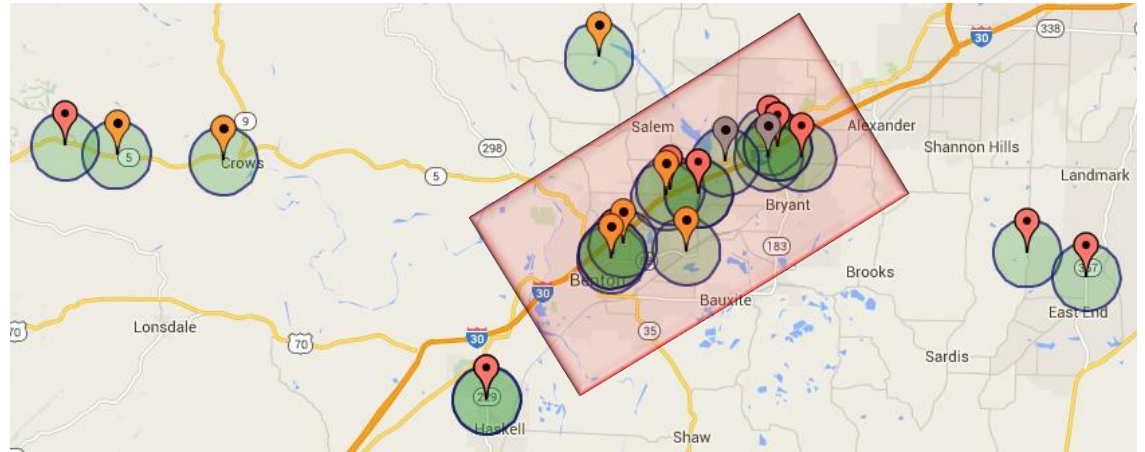 30
338
9
Salem
Alexander
298
Shannon Hills
5
Crows
5
Landmark
Bryant
183
Brooks
367
Benton
30
Bauxite
East End
Lonsdale
70
70
30
35
Sardis
229
Haskell
Shaw